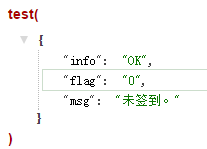 test(
{
"info": "OK",
"flag": "0",
"msg": "未签到。"
}
)